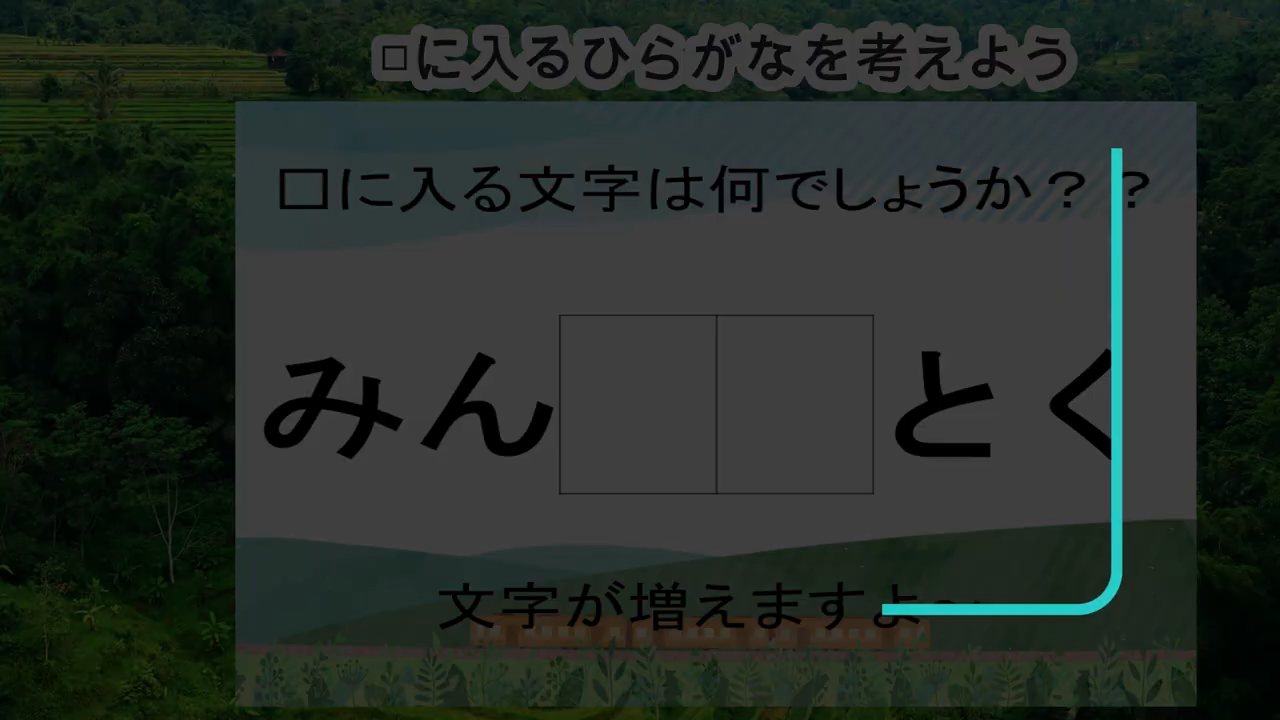 □に入るひらがなを考えよう
□に入る文字は何でしょうか？？
みん□□とく
文字が増えますよ～